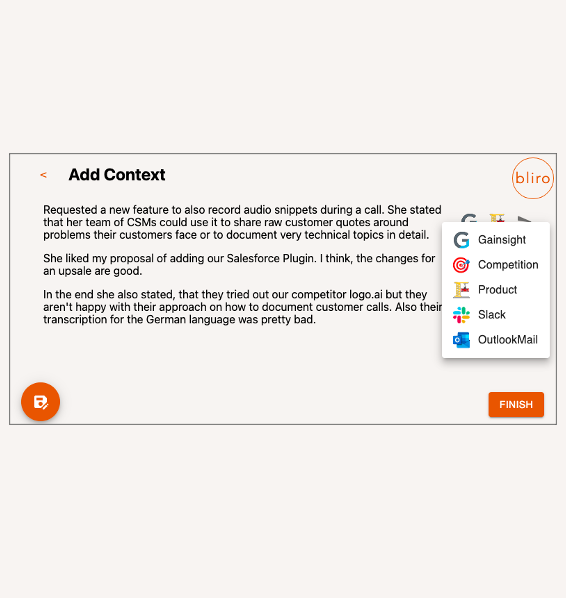 < Add Context
bliro
Requested a new feature to also record audio snippets during a call. She stated
that her team of CSMs could use it to share raw customer quotes around
problems their customers face or to document very technical topics in detail.
She liked my proposal of adding our Salesforce Plugin. I think, the changes for
an upsale are good.
In the end she also stated, that they tried out our competitor logo.ai but they
aren't happy with their approach on how to document customer calls. Also their
transcription for the German language was pretty bad.
Gainsight
Competition
Product
Slack
OutlookMail
FINISH